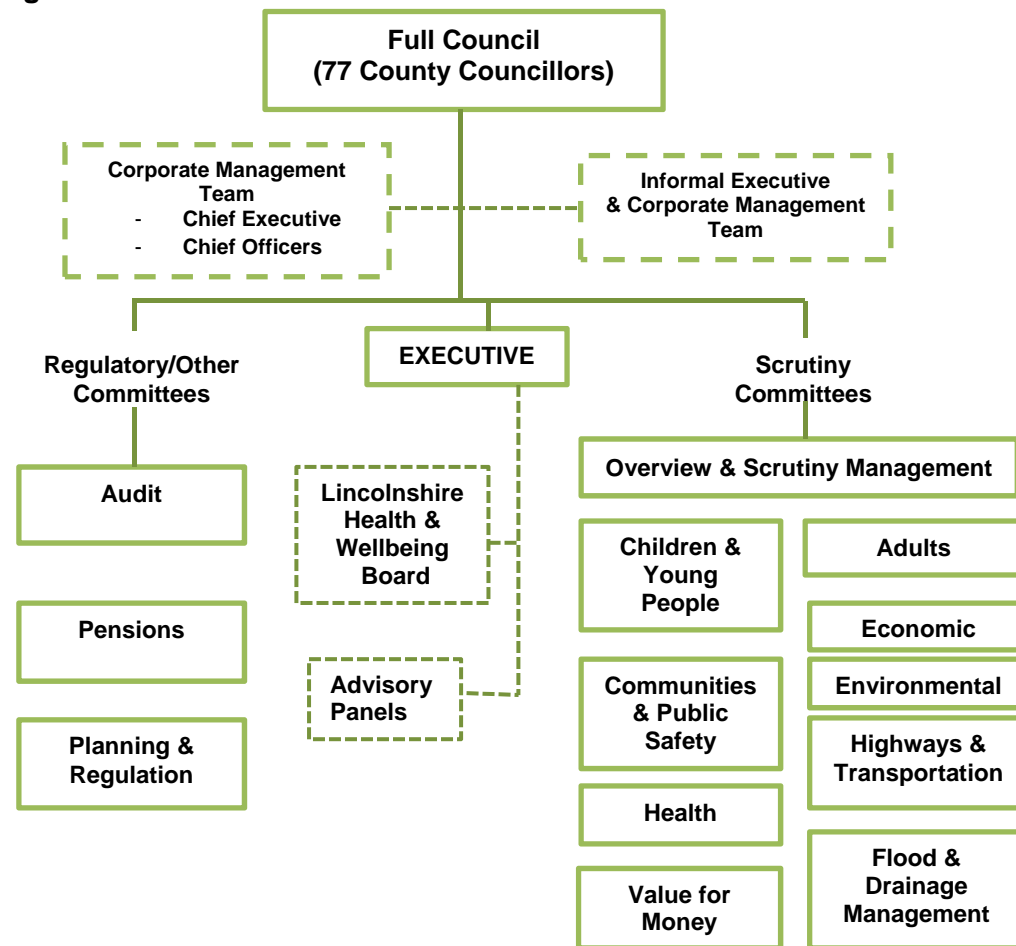 Full Council
(77 County Councillors)
Corporate Management
Team
- Chief Executive
- Chief Officers
Informal Executive
& Corporate Management
Team
Regulatory/Other
Committees
EXECUTIVE
Scrutiny
Committees
Audit
Pensions
Planning &
Regulation
Lincolnshire
Health &
Wellbeing
Board
Advisory
Panels
Overview & Scrutiny Management
Children &
Young
People
Adults
Economic
Communities
& Public
Safety
Environmental
Highways &
Transportation
Health
Value for
Money
Flood &
Drainage
Management